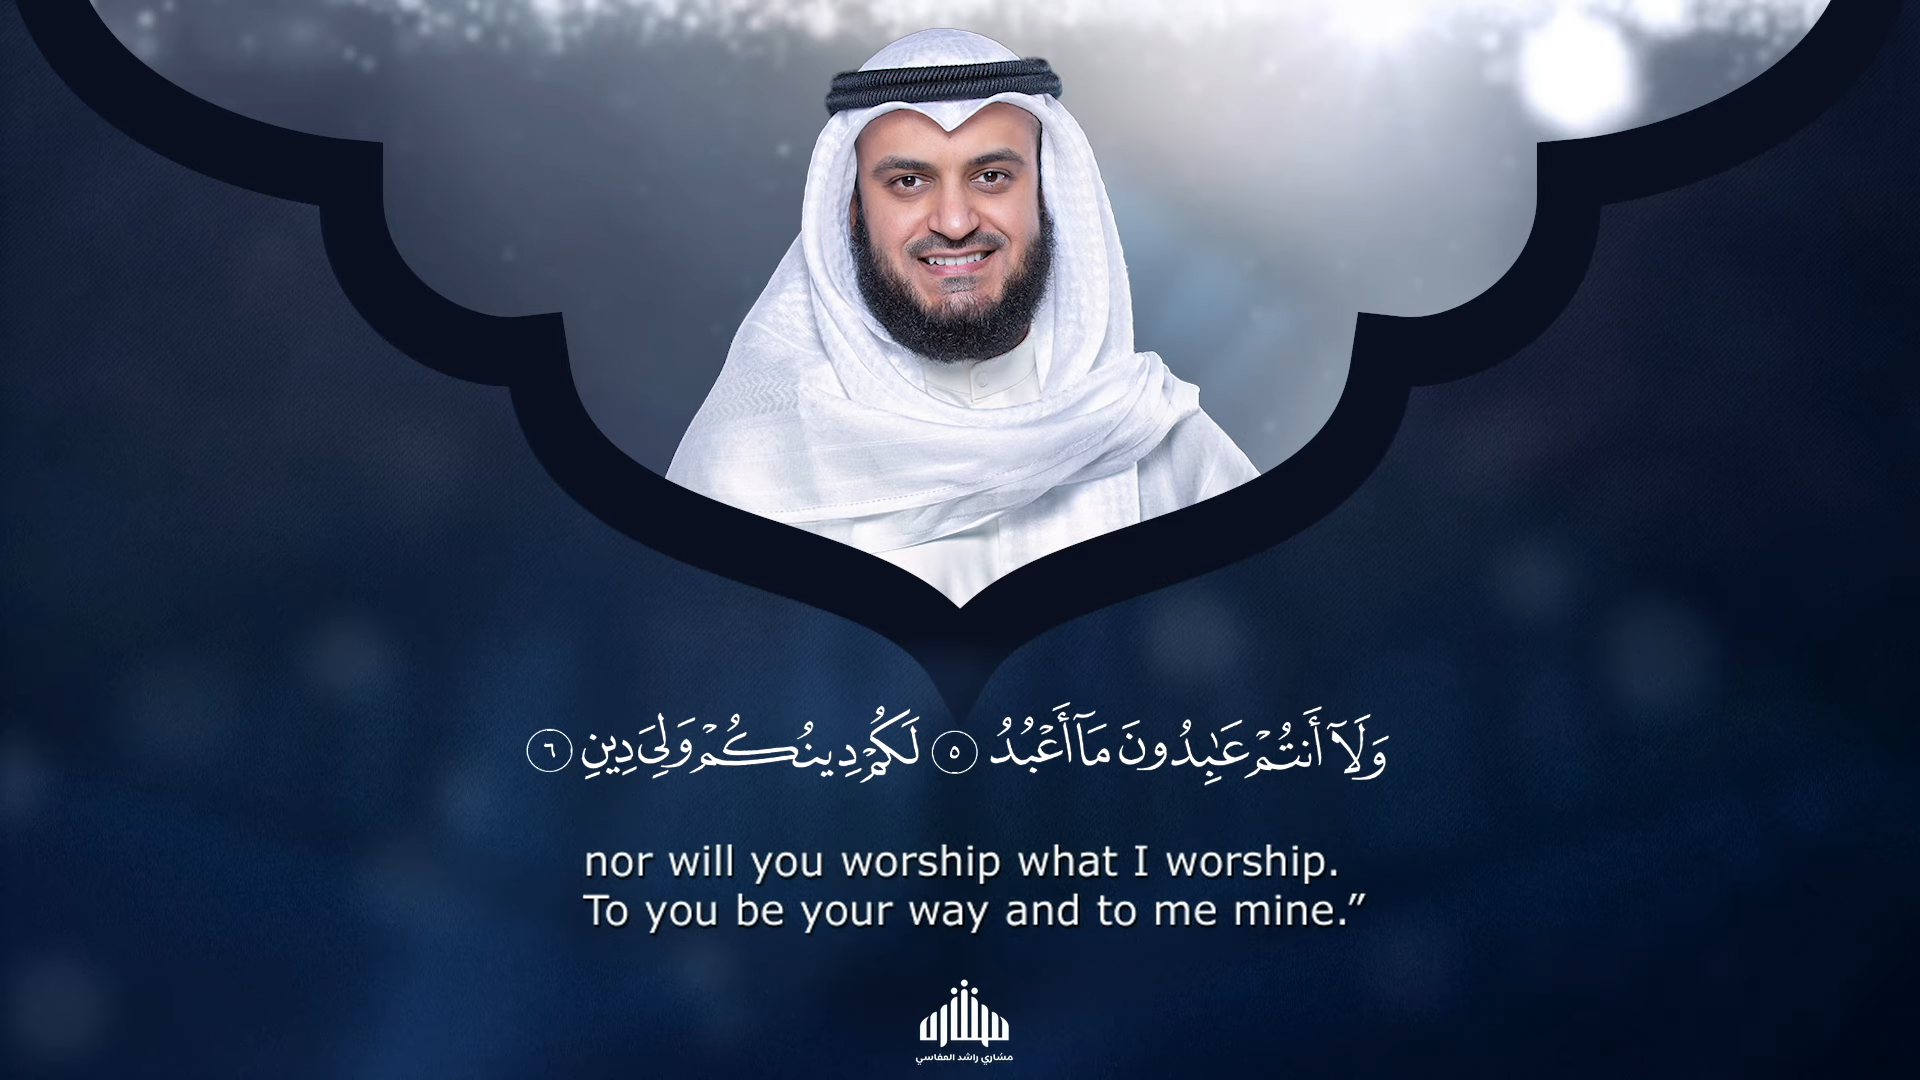 وَلَآ أَنتُمْ عَٰبِدُونَ مَآ أَعْبُدُ ٥ لَكُمْ دِينُكُمْ وَلِىَ دِينِ ٦
nor will you worship what I worship.
To you be your way and to me mine.”
مشاري
مشاري راشد العفاسي